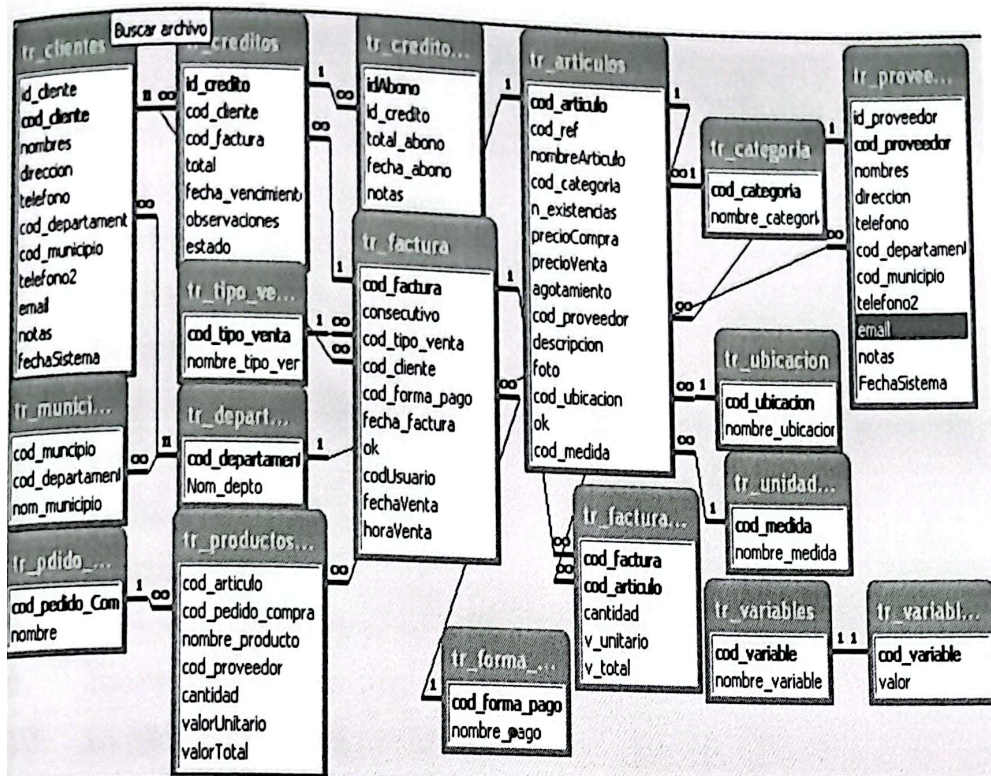 tr_clientes
id_cliente
cod_cliente
nombres
direccion
telefono
cod_departament
cod_municipio
telefono2
email
notas
fechaSistema
Buscar archivo
tr_creditos
id_credito
cod_cliente
cod_factura
total
fecha_vencimient
observaciones
estado
tr_credito...
idAbono
id_credito
total_abono
fecha_abono
notas
tr_articulos
cod_articulo
cod_ref
nombreArticulo
cod_categoria
n_existencias
precioCompra
precioVenta
agotamiento
cod_proveedor
descripcion
foto
cod_ubicacion
ok
cod_medida
tr_categoria
cod_categoria
nombre_categori
tr_provee...
id_proveedor
cod_proveedor
nombres
direccion
telefono
cod_departament
cod_municipio
telefono2
email
notas
FechaSistema
tr_tipo_ve...
cod_tipo_venta
nombre_tipo_ver
tr_factura
cod_factura
consecutivo
cod_tipo_venta
cod_cliente
cod_forma_pago
fecha_factura
ok
codUsuario
fechaVenta
horaVenta
tr_ubicacion
cod_ubicacion
nombre_ubicacior
tr_munici...
cod_muncipio
cod_departament
nom_municipio
tr_depart...
cod_departament
Nom_depto
tr_unidad...
cod_medida
nombre_medida
tr_factura...
cod_factura
cod_articulo
cantidad
v_unitario
v_total
tr_pdido_...
cod_pedido_Com
nombre
tr_productos...
cod_articulo
cod_pedido_compra
nombre_producto
cod_proveedor
cantidad
valorUnitario
valorTotal
tr_forma_...
cod_forma_pago
nombre_pago
tr_variables
cod_variable
nombre_variable
1 1
tr_variabl...
cod_variable
valor